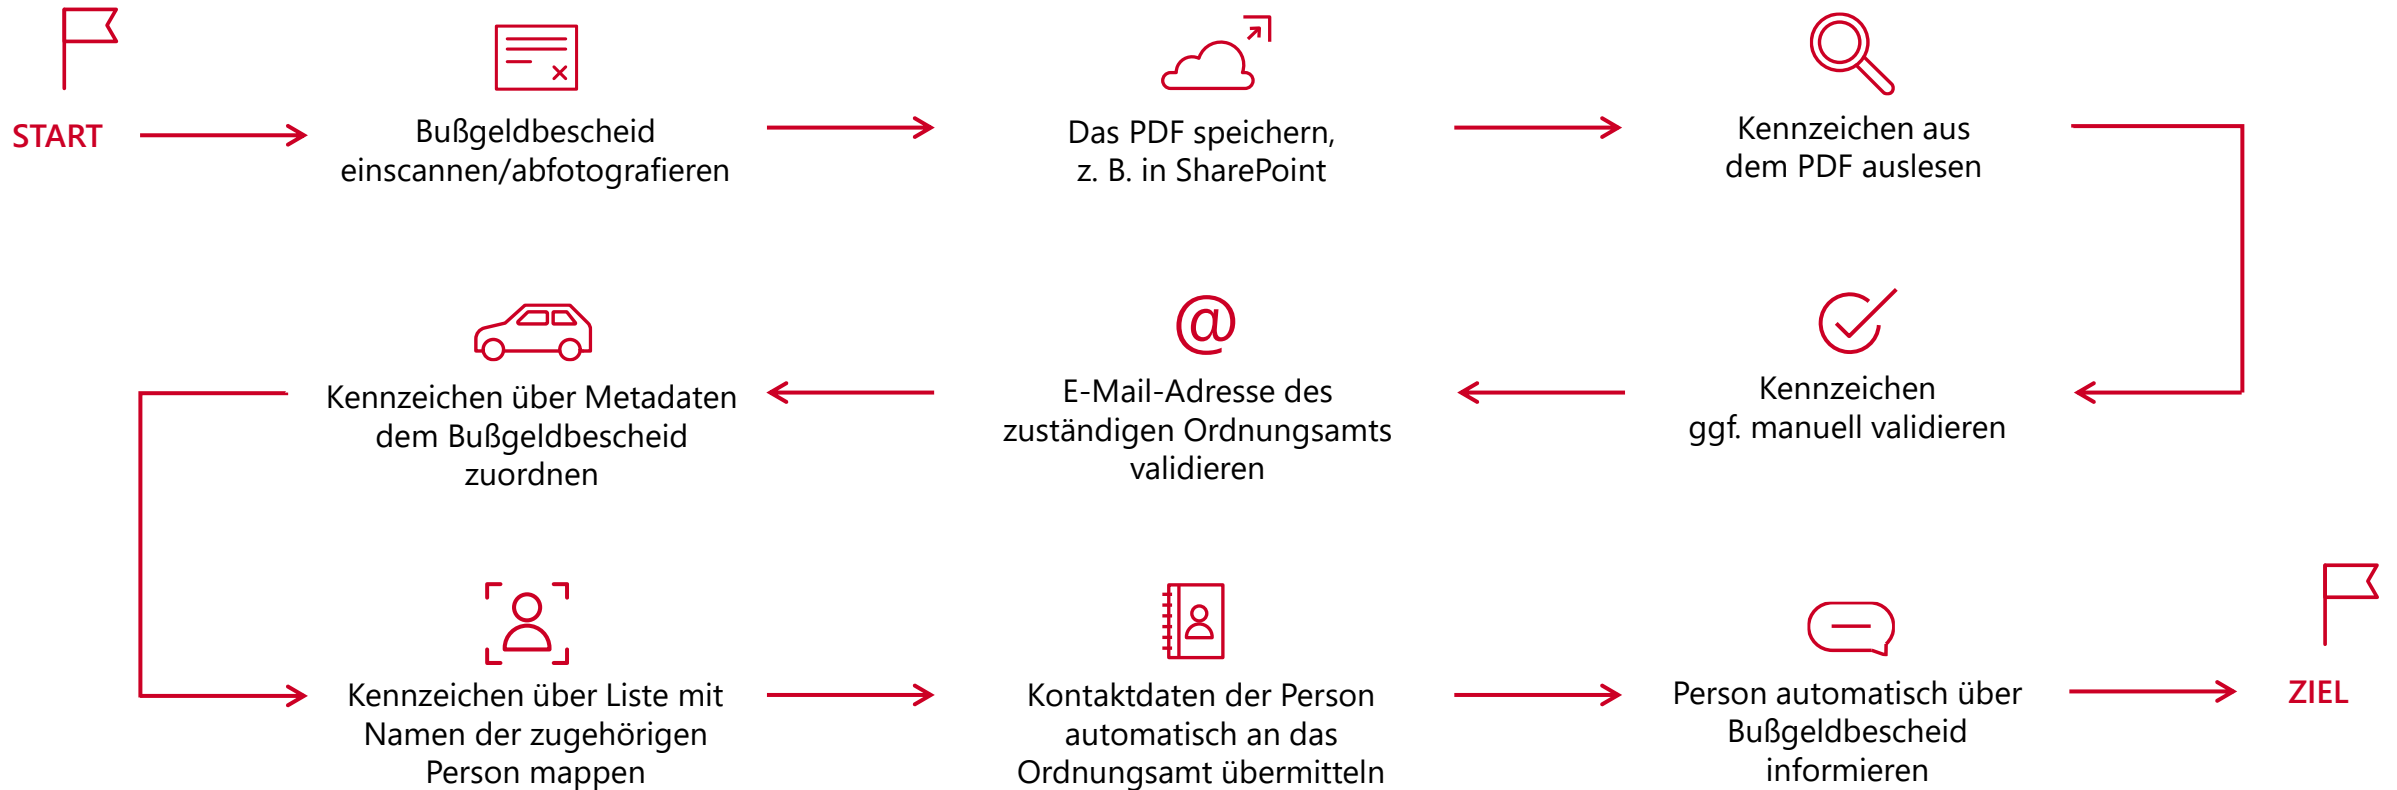 START
Bußgeldbescheid
einscannen/abfotografieren
Das PDF speichern,
z. B. in SharePoint
Kennzeichen aus
dem PDF auslesen
Kennzeichen
ggf. manuell validieren
@
E-Mail-Adresse des
zuständigen Ordnungsamts
validieren
Kennzeichen über Metadaten
dem Bußgeldbescheid
zuordnen
Kennzeichen über Liste mit
Namen der zugehörigen
Person mappen
Kontaktdaten der Person
automatisch an das
Ordnungsamt übermitteln
Person automatisch über
Bußgeldbescheid
informieren
ZIEL